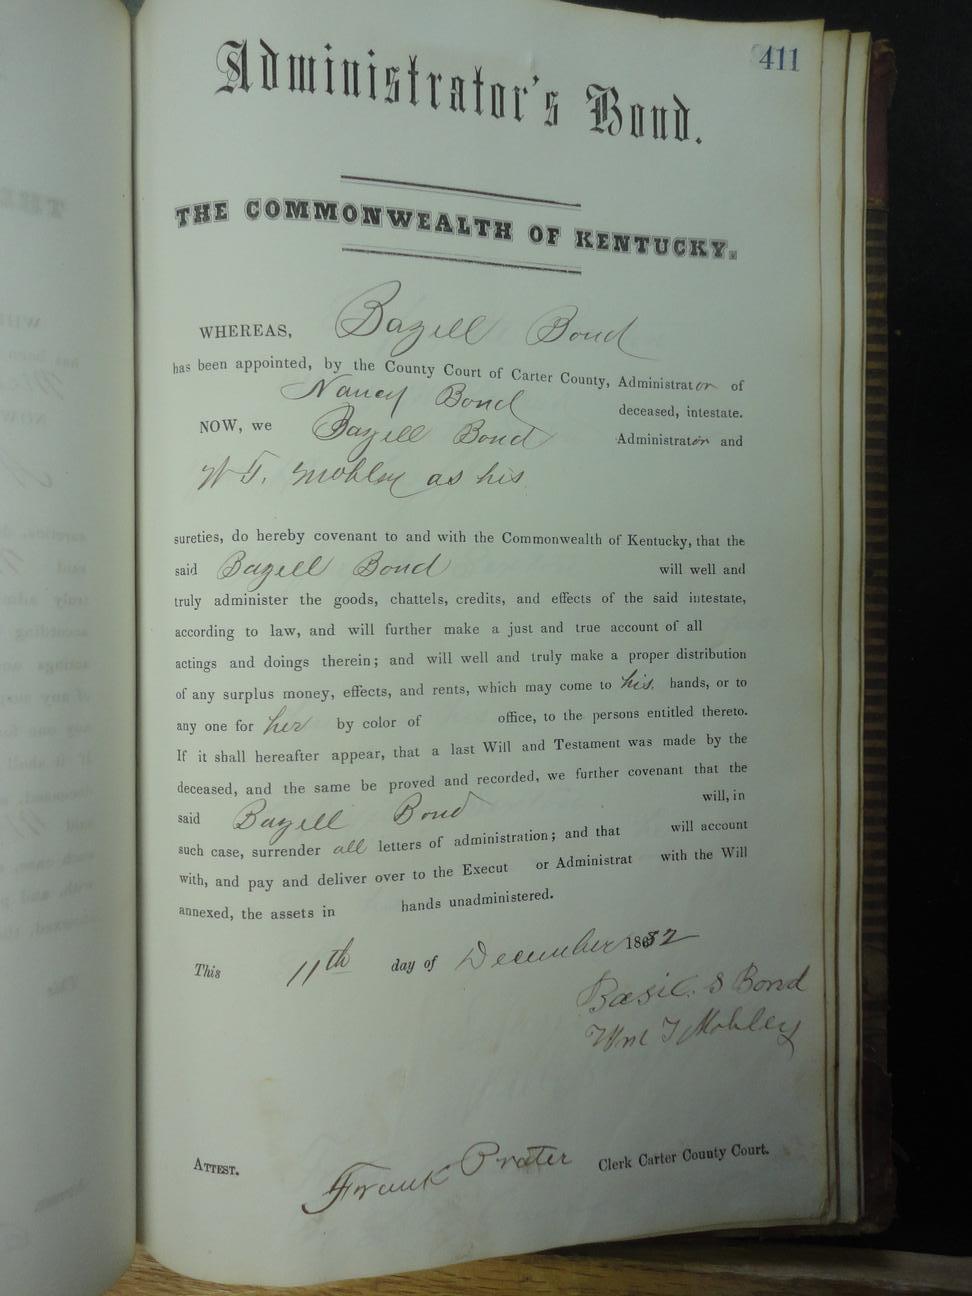 411
Administrator's Bond.
THE COMMONWEALTH OF KENTUCKY.
WHEREAS, Bazell Bond
has been appointed, by the County Court of Carter County, Administrator of
Nancy Bond deceased, intestate.
NOW, we Bazell Bond Administrator and
W T. Mobley as his
sureties, do hereby covenant to and with the Commonwealth of Kentucky, that the
said Bazell Bond will well and
truly administer the goods, chattels, credits, and effects of the said intestate,
according to law, and will further make a just and true account of all
actings and doings therein; and will well and truly make a proper distribution
of any surplus money, effects, and rents, which may come to his hands, or to
any one for her by color of office, to the persons entitled thereto.
If it shall hereafter appear, that a last Will and Testament was made by the
deceased, and the same be proved and recorded, we further covenant that the
said Bazell Bond will, in
such case, surrender all letters of administration; and that will account
with, and pay and deliver over to the Execut or Administrat with the Will
annexed, the assets in hands unadministered.
This 11th day of December 1882
Basil S Bond
Wm T Mobley
ATTEST. Frank Prater Clerk Carter County Court.